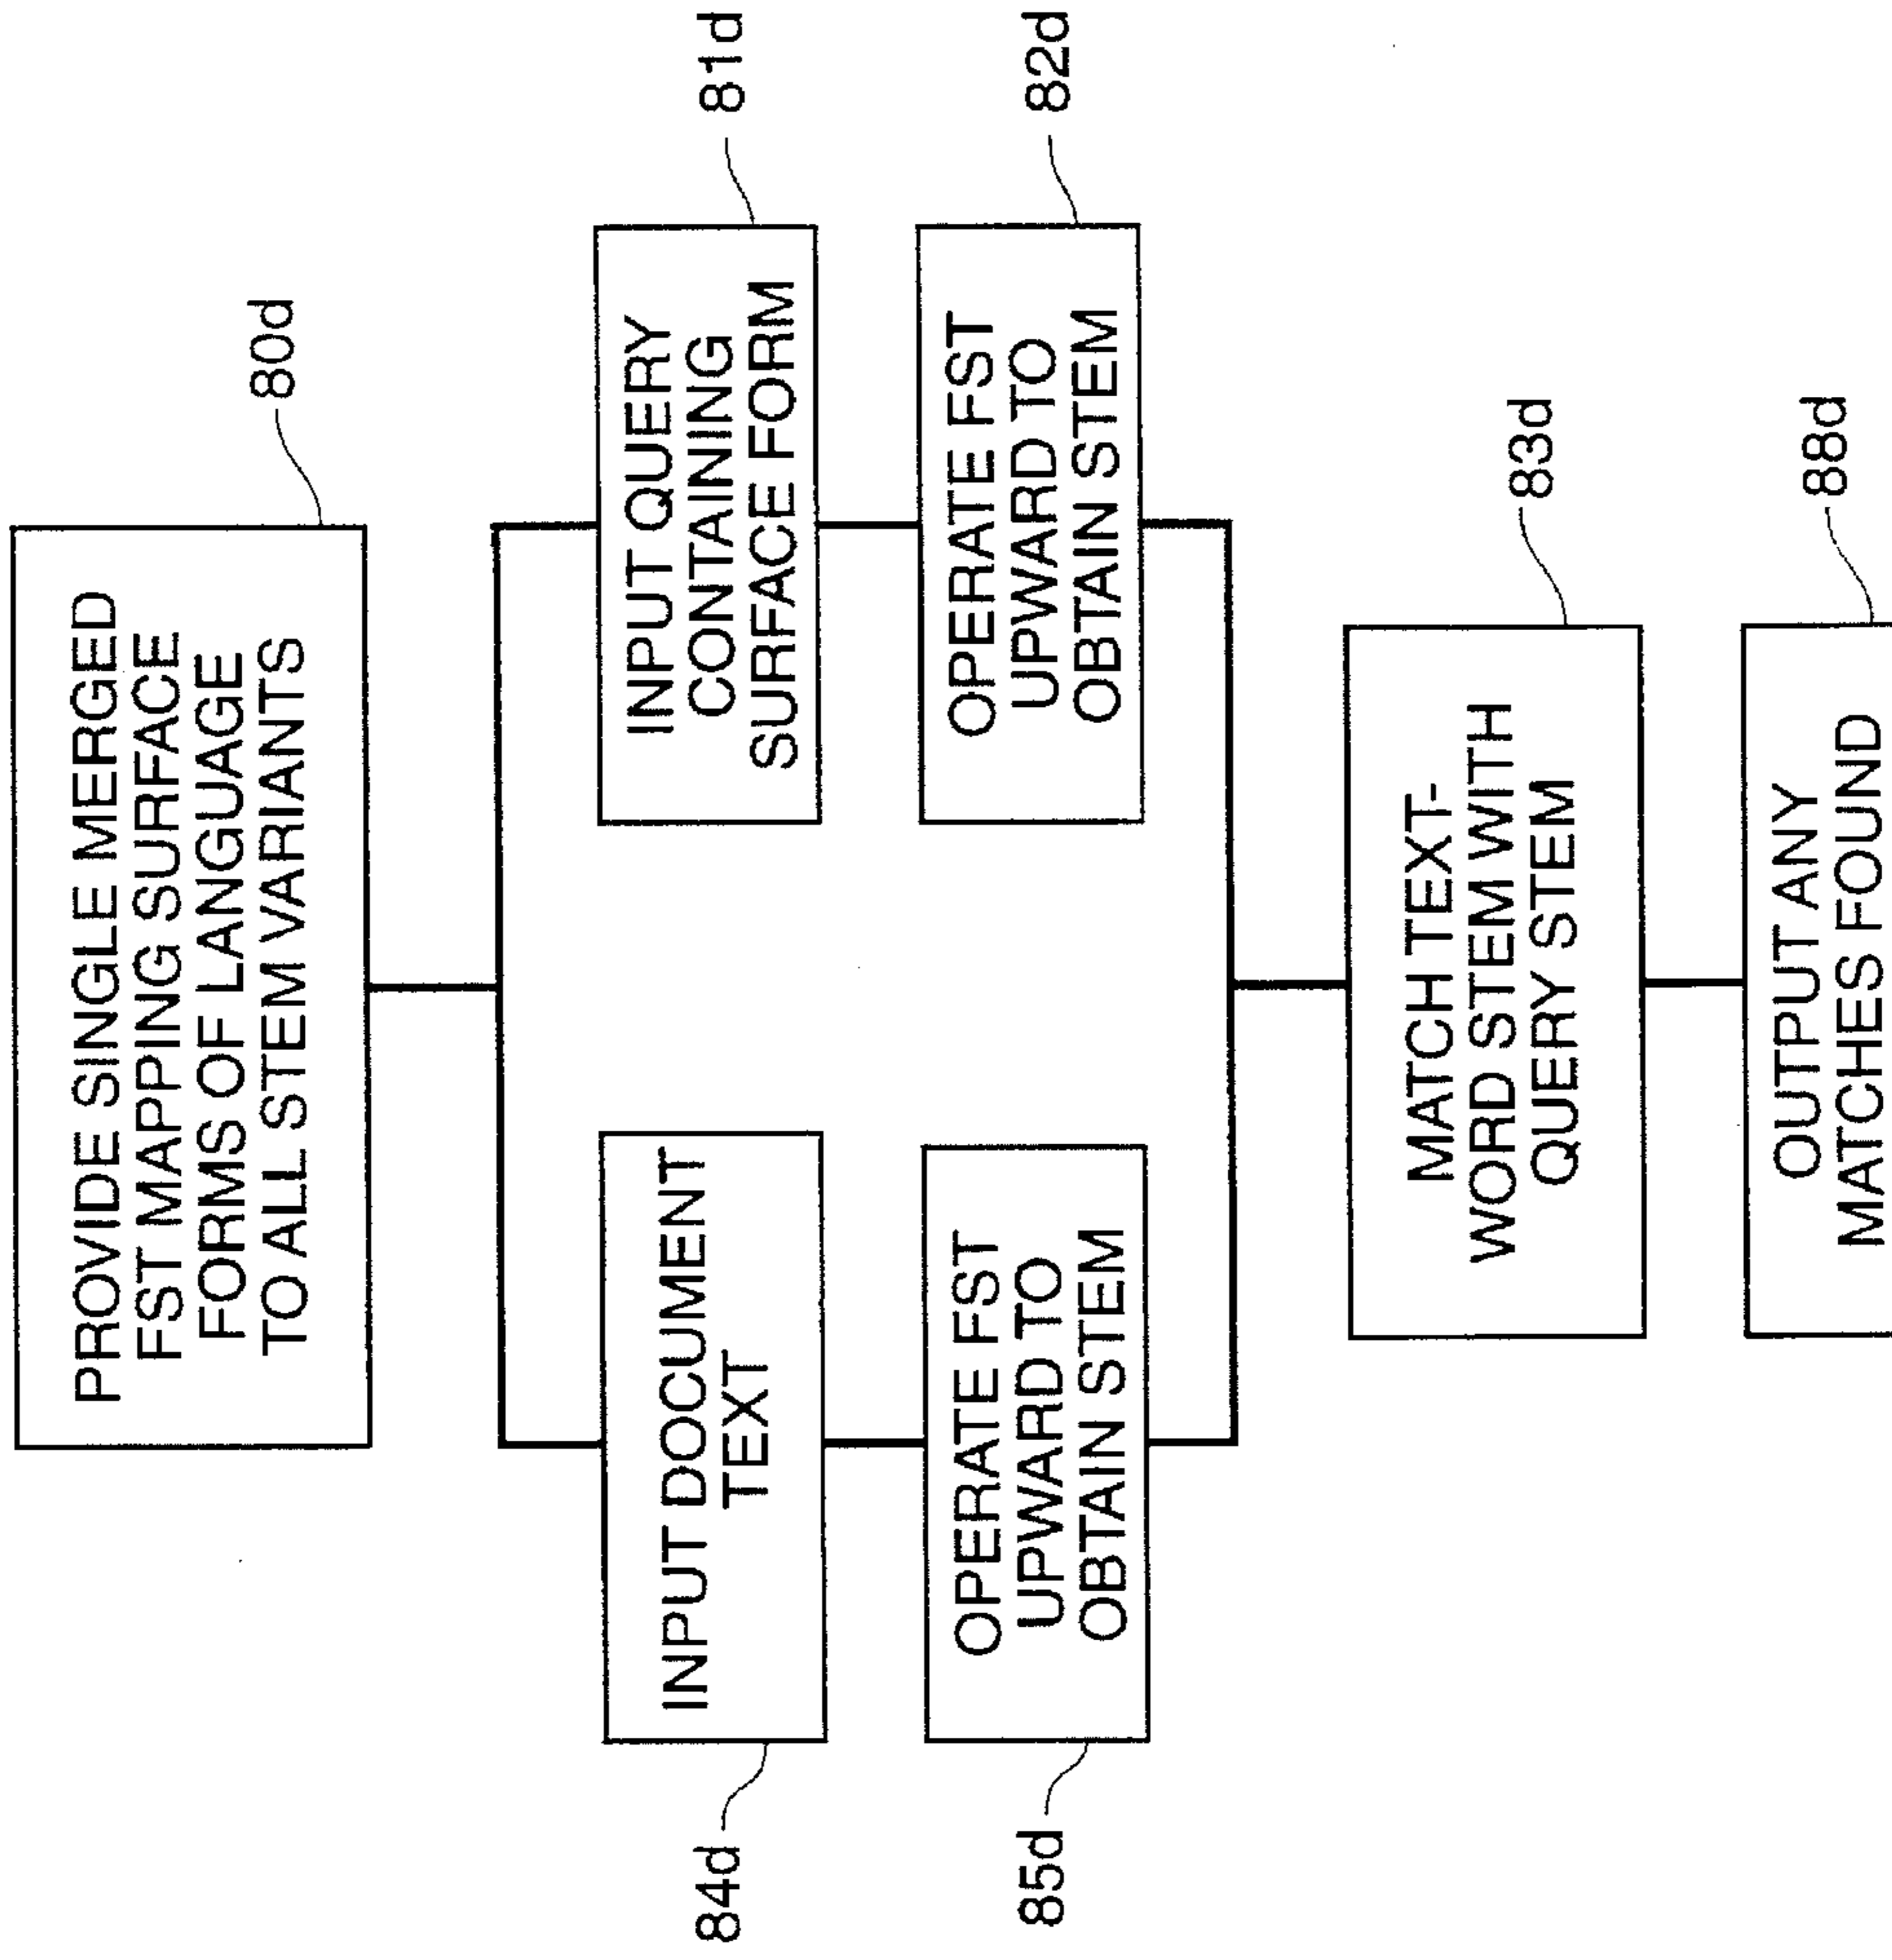 PROVIDE SINGLE MERGED
FST MAPPING SURFACE
FORMS OF LANGUAGE
TO ALL STEM VARIANTS
80d
INPUT DOCUMENT
TEXT
84d
INPUT QUERY
CONTAINING
SURFACE FORM
81d
OPERATE FST
UPWARD TO
OBTAIN STEM
85d
OPERATE FST
UPWARD TO
OBTAIN STEM
82d
MATCH TEXT-
WORD STEM WITH
QUERY STEM
83d
OUTPUT ANY
MATCHES FOUND
88d